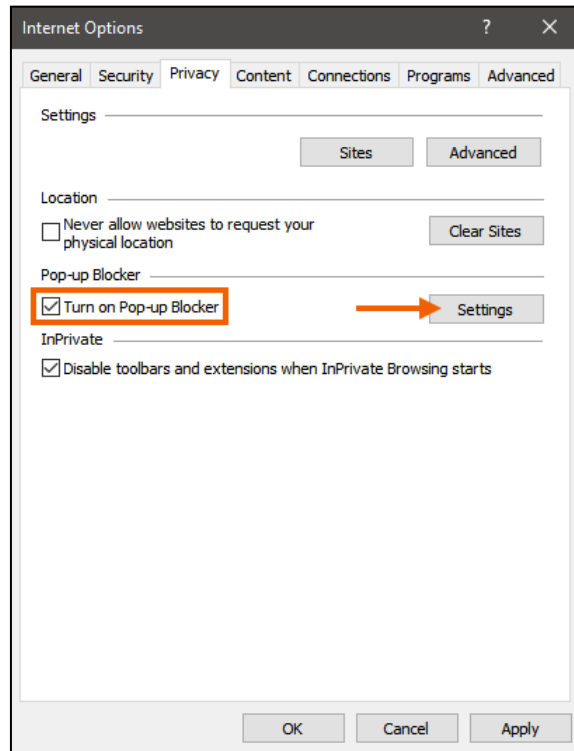 Internet Options ?
General Security Privacy Content Connections Programs Advanced
Settings
Sites Advanced
Location
Never allow websites to request your
physical location
Clear Sites
Pop-up Blocker
Turn on Pop-up Blocker Settings
InPrivate
Disable toolbars and extensions when InPrivate Browsing starts
OK Cancel Apply